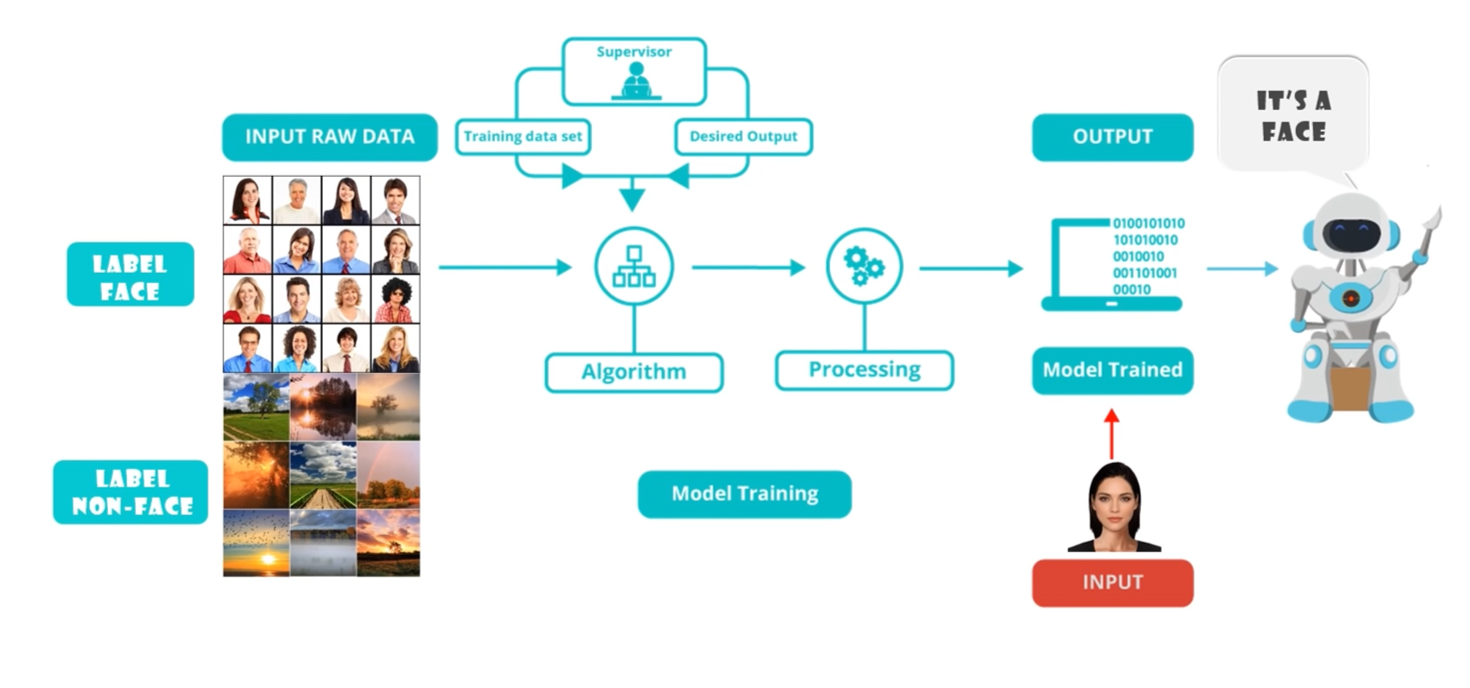 Supervisor
INPUT RAW DATA
Training data set
Desired Output
OUTPUT
IT'S A
FACE
LABEL
FACE
0100101010
101010010
0010010
001101001
00010
Algorithm
Processing
Model Trained
LABEL
NON-FACE
Model Training
INPUT